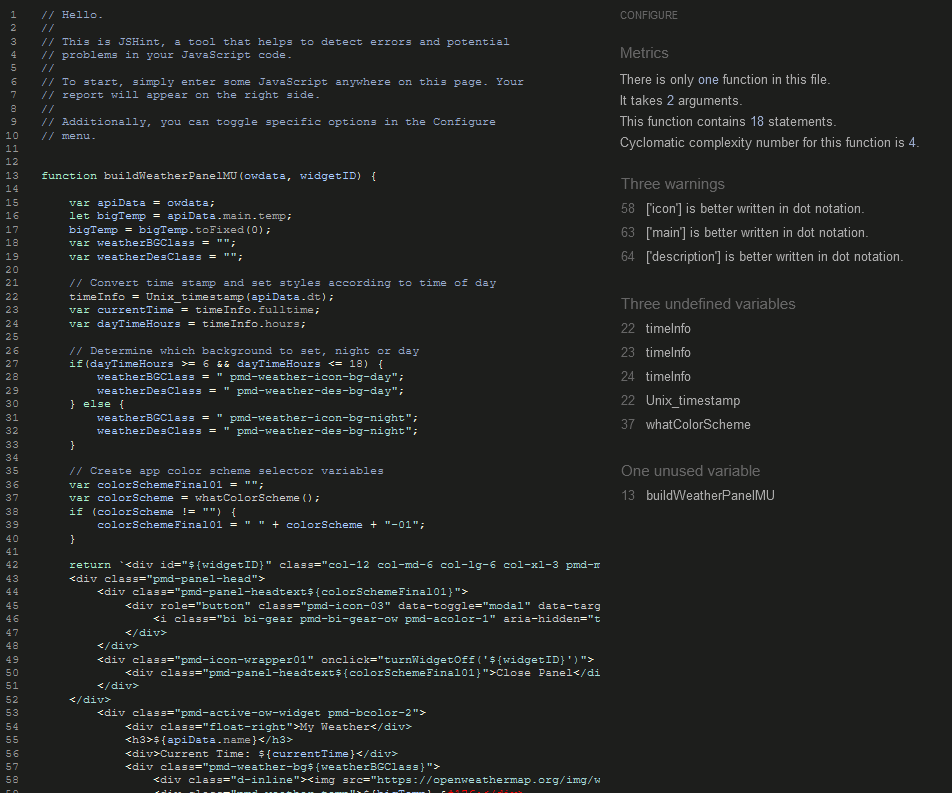 1 // Hello.
2 //
3 // This is JSHint, a tool that helps to detect errors and potential
4 // problems in your JavaScript code.
5 //
6 // To start, simply enter some JavaScript anywhere on this page. Your
7 // report will appear on the right side.
8 //
9 // Additionally, you can toggle specific options in the Configure
10 // menu.
11
12
13 function buildWeatherPanelMU(owdata, widgetID) {
14
15 var apiData = owdata;
16 let bigTemp = apiData.main.temp;
17 bigTemp = bigTemp.toFixed(0);
18 var weatherBGClass = "";
19 var weatherDesClass = "";
20
21 // Convert time stamp and set styles according to time of day
22 timeInfo = Unix_timestamp(apiData.dt);
23 var currentTime = timeInfo.fulltime;
24 var dayTimeHours = timeInfo.hours;
25
26 // Determine which background to set, night or day
27 if(dayTimeHours >= 6 && dayTimeHours <= 18) {
28 weatherBGClass = " pmd-weather-icon-bg-day";
29 weatherDesClass = " pmd-weather-des-bg-day";
30 } else {
31 weatherBGClass = " pmd-weather-icon-bg-night";
32 weatherDesClass = " pmd-weather-des-bg-night";
33 }
34
35 // Create app color scheme selector variables
36 var colorSchemeFinal01 = "";
37 var colorScheme = whatColorScheme();
38 if (colorScheme != "") {
39 colorSchemeFinal01 = " " + colorScheme + "-01";
40 }
41
42 return `<div id="${widgetID}" class="col-12 col-md-6 col-lg-6 col-xl-3 pmd-m
43 <div class="pmd-panel-head">
44 <div class="pmd-panel-headtext${colorSchemeFinal01}">
45 <div role="button" class="pmd-icon-03" data-toggle="modal" data-targ
46 <i class="bi bi-gear pmd-bi-gear-ow pmd-acolor-1" aria-hidden="t
47 </div>
48 </div>
49 <div class="pmd-icon-wrapper01" onclick="turnWidgetOff('${widgetID}')">
50 <div class="pmd-panel-headtext${colorSchemeFinal01}">Close Panel</di
51 </div>
52 </div>
53 <div class="pmd-active-ow-widget pmd-bcolor-2">
54 <div class="float-right">My Weather</div>
55 <h3>${apiData.name}</h3>
56 <div>Current Time: ${currentTime}</div>
57 <div class="pmd-weather-bg${weatherBGClass}">
58 <div class="d-inline"><img src="https://openweathermap.org/img/w
CONFIGURE
Metrics
There is only one function in this file.
It takes 2 arguments.
This function contains 18 statements.
Cyclomatic complexity number for this function is 4.
Three warnings
58 ['icon'] is better written in dot notation.
63 ['main'] is better written in dot notation.
64 ['description'] is better written in dot notation.
Three undefined variables
22 timeInfo
23 timeInfo
24 timeInfo
22 Unix_timestamp
37 whatColorScheme
One unused variable
13 buildWeatherPanelMU